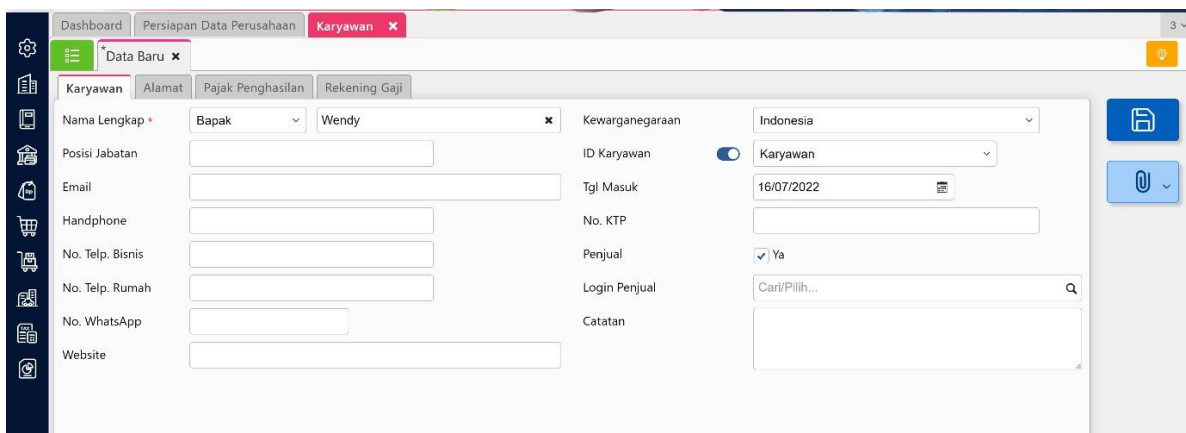 Dashboard Persiapan Data Perusahaan Karyawan 3
*Data Baru
Karyawan Alamat Pajak Penghasilan Rekening Gaji
Nama Lengkap * Bapak Wendy Kewarganegaraan Indonesia
Posisi Jabatan ID Karyawan Karyawan
Email Tgl Masuk 16/07/2022
Handphone No. KTP
No. Telp. Bisnis Penjual Ya
No. Telp. Rumah Login Penjual Cari/Pilih...
No. WhatsApp Catatan
Website